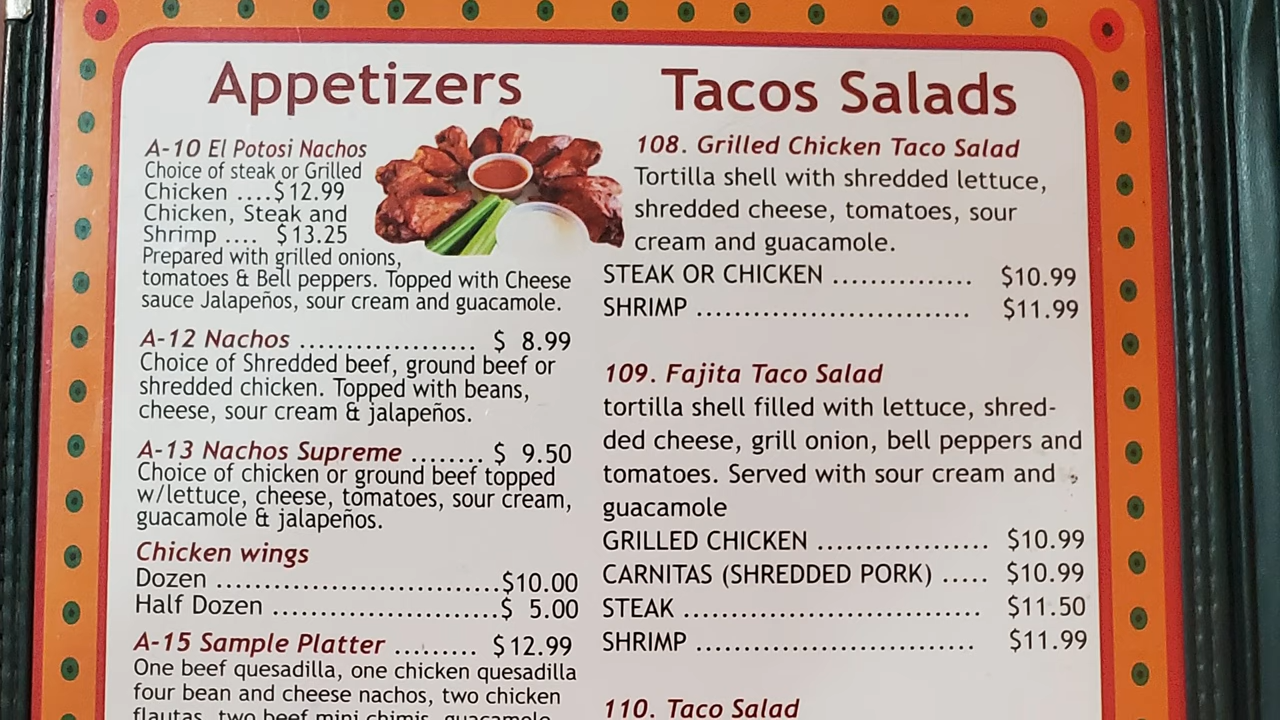 Appetizers
A-10 El Potosi Nachos
Choice of steak or Grilled
Chicken ....$12.99
Chicken, Steak and
Shrimp .... $13.25
Prepared with grilled onions,
tomatoes & Bell peppers. Topped with Cheese
sauce Jalapeños, sour cream and guacamole.
A-12 Nachos ................... $ 8.99
Choice of Shredded beef, ground beef or
shredded chicken. Topped with beans,
cheese, sour cream & jalapeños.
A-13 Nachos Supreme ........ $ 9.50
Choice of chicken or ground beef topped
w/lettuce, cheese, tomatoes, sour cream,
guacamole & jalapeños.
Chicken wings
Dozen ..............................$10.00
Half Dozen ........................$ 5.00
A-15 Sample Platter ......... $12.99
One beef quesadilla, one chicken quesadilla
four bean and cheese nachos, two chicken
flautas, two beef mini chimis, guacamole
Tacos Salads
108. Grilled Chicken Taco Salad
Tortilla shell with shredded lettuce,
shredded cheese, tomatoes, sour
cream and guacamole.
STEAK OR CHICKEN ............... $10.99
SHRIMP ............................. $11.99
109. Fajita Taco Salad
tortilla shell filled with lettuce, shred-
ded cheese, grill onion, bell peppers and
tomatoes. Served with sour cream and
guacamole
GRILLED CHICKEN .................. $10.99
CARNITAS (SHREDDED PORK) ..... $10.99
STEAK ............................... $11.50
SHRIMP ............................. $11.99
110. Taco Salad